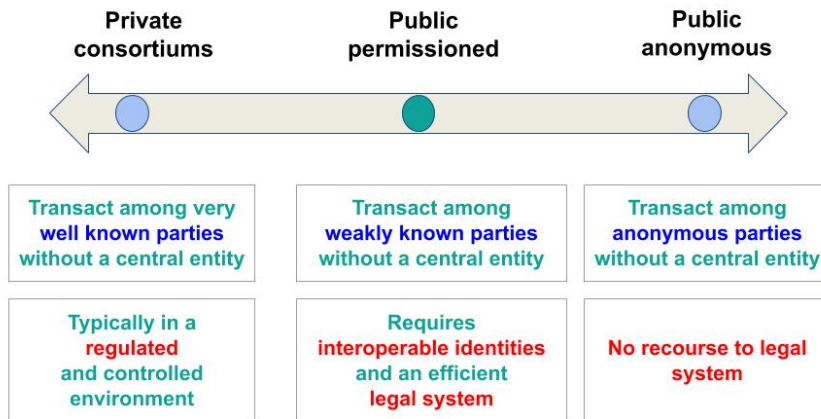 Private
consortiums
Public
permissioned
Public
anonymous
Transact among very
well known parties
without a central entity
Transact among
weakly known parties
without a central entity
Transact among
anonymous parties
without a central entity
Typically in a
regulated
and controlled
environment
Requires
interoperable identities
and an efficient
legal system
No recourse to legal
system